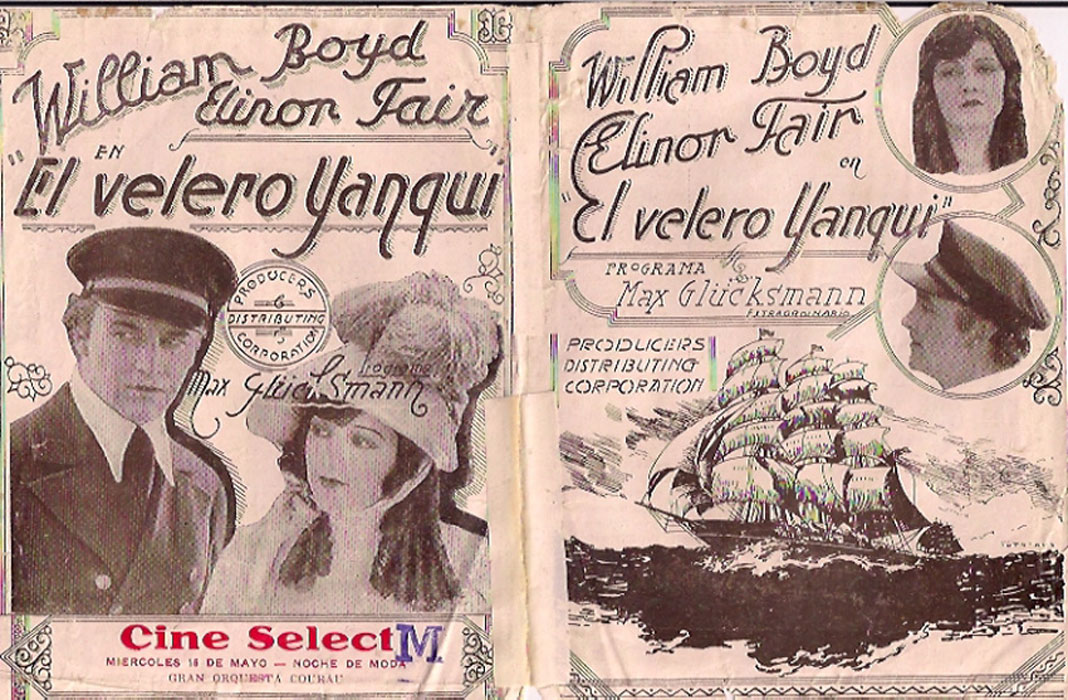 William Boyd
Elinor Fair
EN
"El velero Yanqui"
PRODUCERS
DISTRIBUTING
CORPORATION
Programa
Max Glücksmann
Cine Select M
MIERCOLES 18 DE MAYO — NOCHE DE MODA
GRAN ORQUESTA COURAU
William Boyd
Elinor Fair
en
"El velero Yanqui"
PROGRAMA
Max Glücksmann
EXTRAORDINARIO
PRODUCERS
DISTRIBUTING
CORPORATION